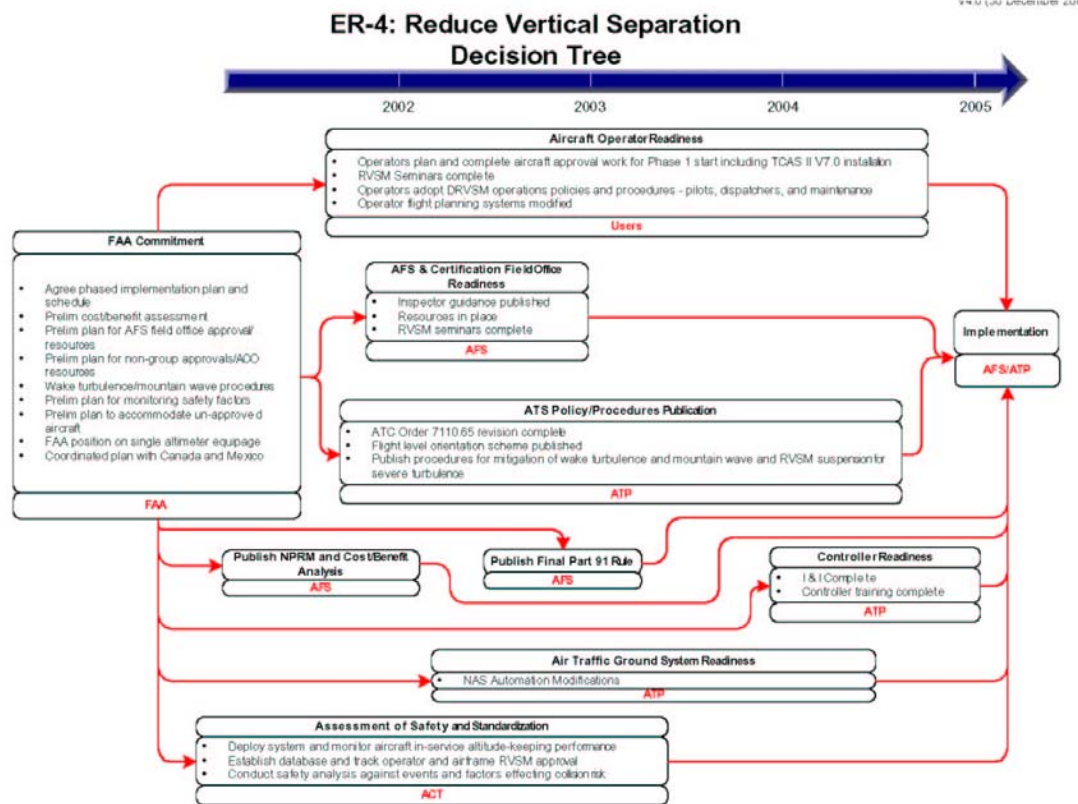 ER-4: Reduce Vertical Separation
Decision Tree
2002
2003
2004
2005
Aircraft Operator Readiness
• Operators plan and complete aircraft approval work for Phase 1 start including TCAS II V7.0 installation
• RVSM Seminars complete
• Operators adopt DRVSM operations policies and procedures - pilots, dispatchers, and maintenance
• Operator flight planning systems modified
Users
FAA Commitment
• Agree phased implementation plan and
schedule
• Prelim cost/benefit assessment
• Prelim plan for AFS field office approval/
resources
• Prelim plan for non-group approvals/ACO
resources
• Wake turbulence/mountain wave procedures
• Prelim plan for monitoring safety factors
• Prelim plan to accommodate un-approved
aircraft
• FAA position on single altimeter equipage
• Coordinated plan with Canada and Mexico
FAA
AFS & Certification Field Office
Readiness
• Inspector guidance published
• Resources in place
• RVSM seminars complete
AFS
Implementation
AFS/ATP
ATS Policy/Procedures Publication
• ATC Order 7110.65 revision complete
• Flight level orientation scheme published
• Publish procedures for mitigation of wake turbulence and mountain wave and RVSM suspension for
severe turbulence
ATP
Publish NPRM and Cost/Benefit
Analysis
AFS
Publish Final Part 91 Rule
AFS
Controller Readiness
• I & I Complete
• Controller training complete
ATP
Air Traffic Ground System Readiness
• NAS Automation Modifications
ATP
Assessment of Safety and Standardization
• Deploy system and monitor aircraft in-service altitude-keeping performance
• Establish database and track operator and airframe RVSM approval
• Conduct safety analysis against events and factors effecting collision risk
ACT